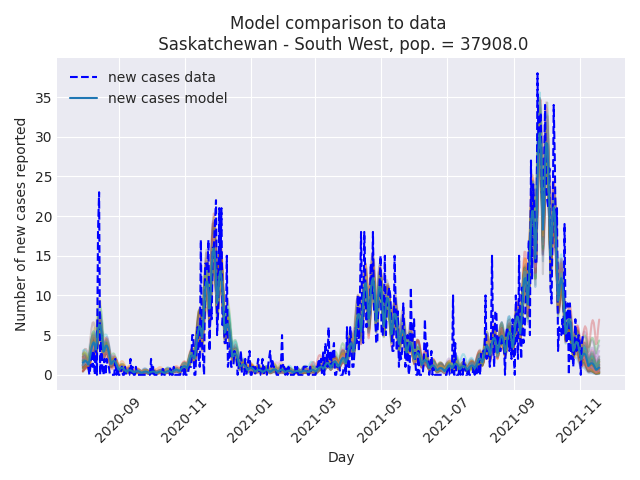 Model comparison to data
Saskatchewan - South West, pop. = 37908.0
new cases data
new cases model
Number of new cases reported
35
30
25
20
15
10
5
0
2020-09
2020-11
2021-01
2021-03
2021-05
2021-07
2021-09
2021-11
Day